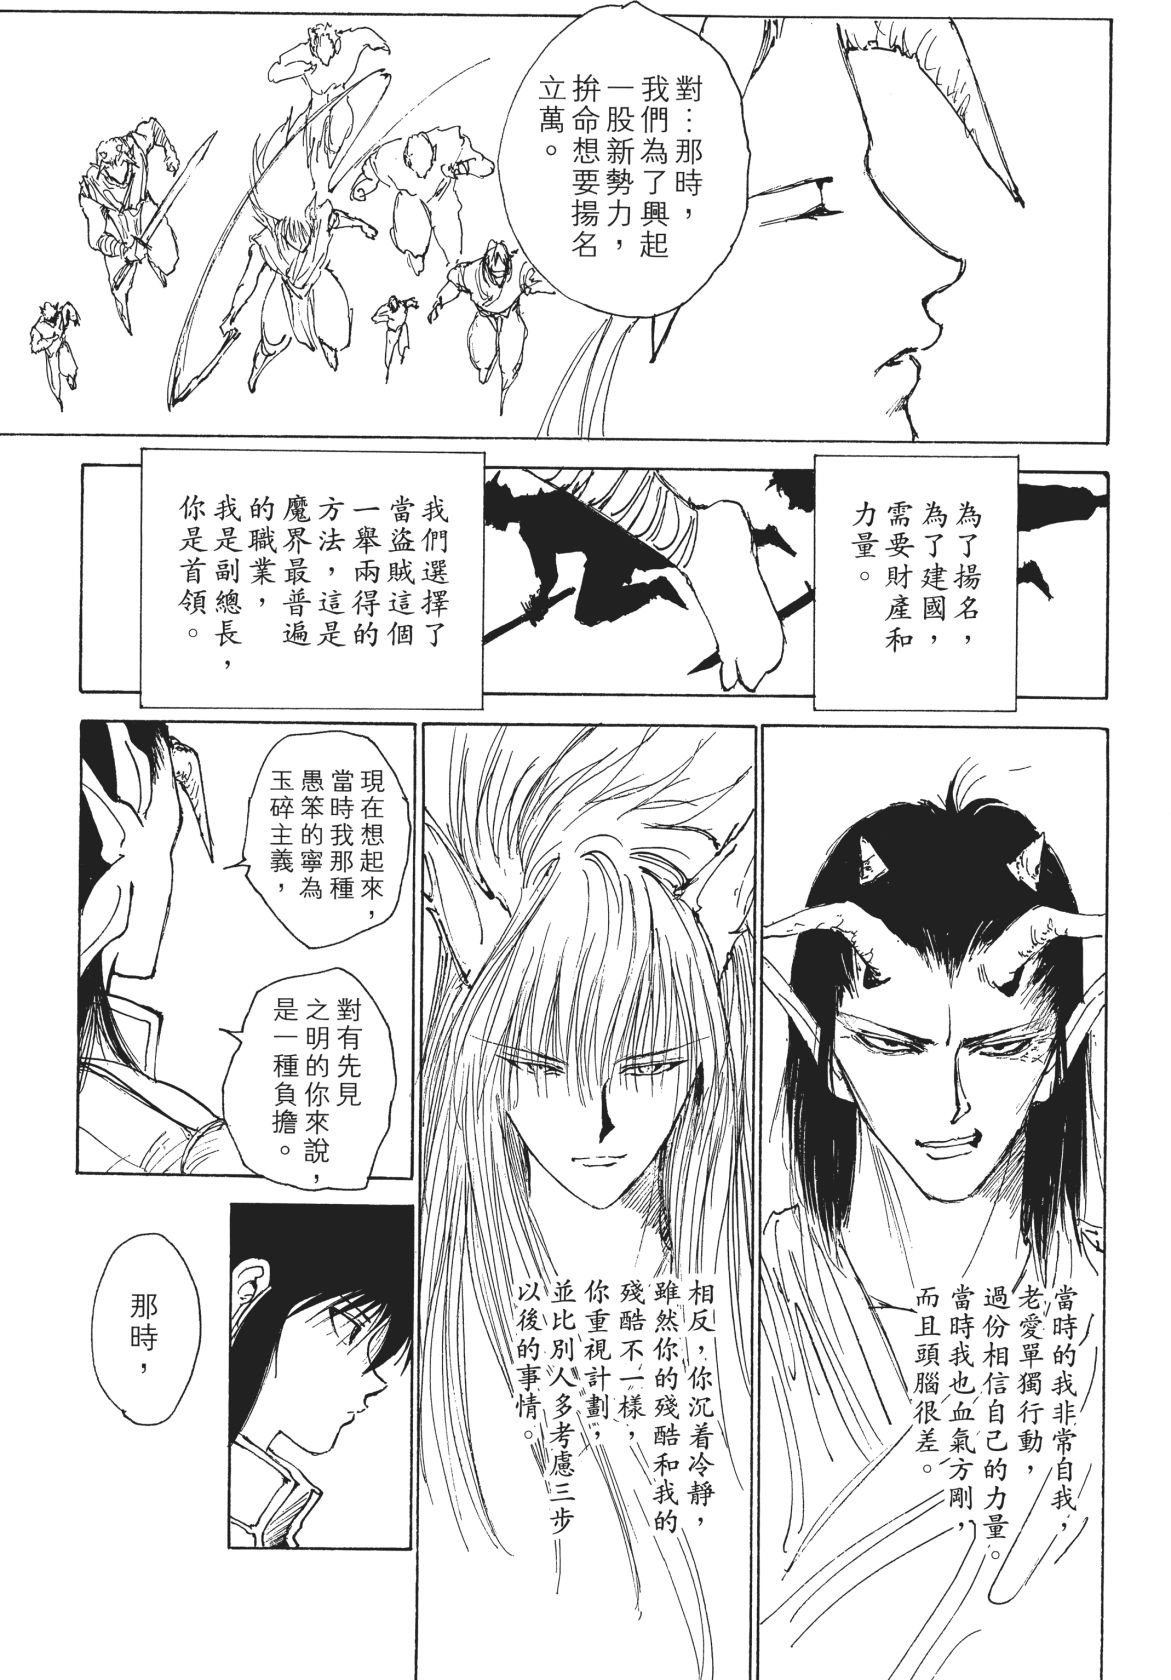 對…那時，
我們為了興起
一股新勢力，
拚命想要揚名
立萬。
為了揚名，
為了建國，
需要財產和
力量。
我們選擇了
當盜賊這個
一舉兩得的
方法，這是
魔界最普遍
的職業，
我是副總長，
你是首領。
當時的我非常自我，
老愛單獨行動，
過份相信自己的力量。
當時我也血氣方剛，
而且頭腦很差。
相反，你沉着冷靜，
雖然你的殘酷和我的
殘酷不一樣，
你重視計劃，
並比別人多考慮三步
以後的事情。
現在想起來，
當時我那種
愚笨的寧為
玉碎主義，
對有先見
之明的你來說，
是一種負擔。
那時，